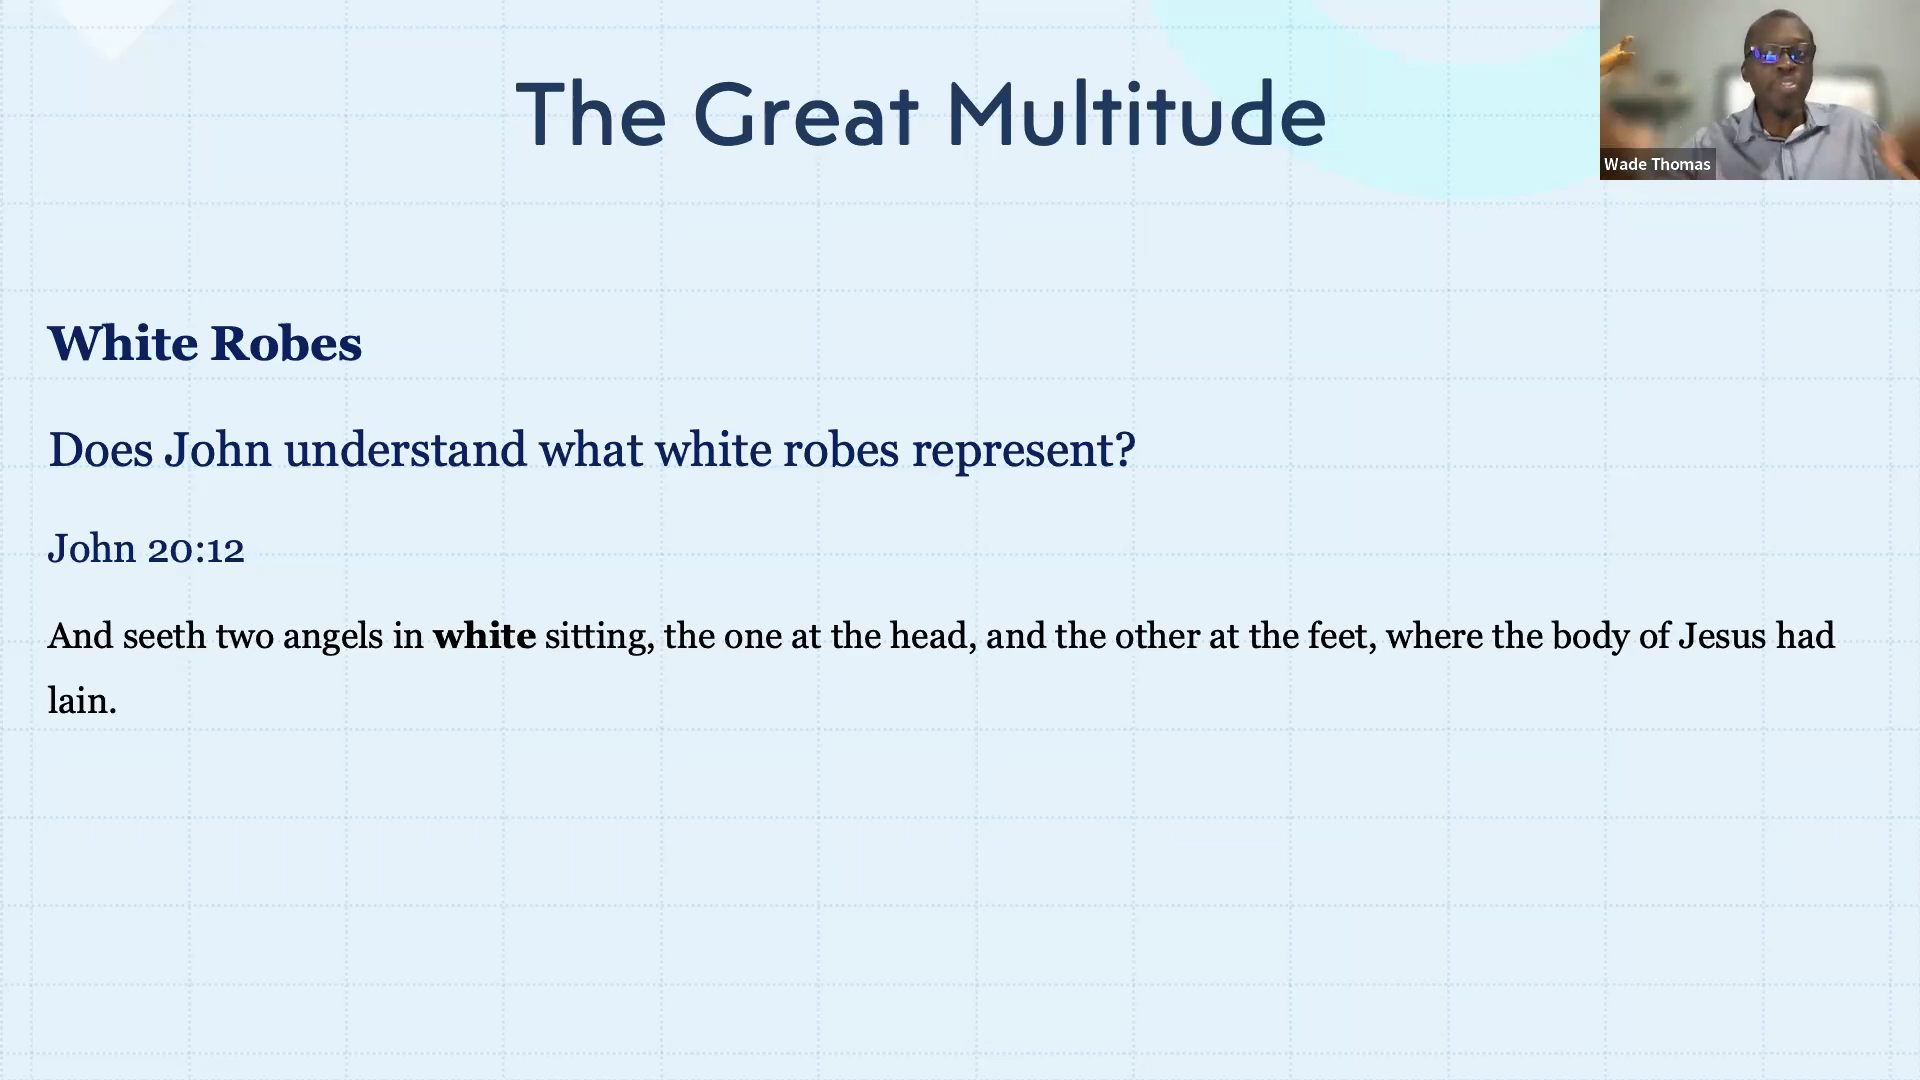 The Great Multitude
Wade Thomas
White Robes
Does John understand what white robes represent?
John 20:12
And seeth two angels in white sitting, the one at the head, and the other at the feet, where the body of Jesus had
lain.